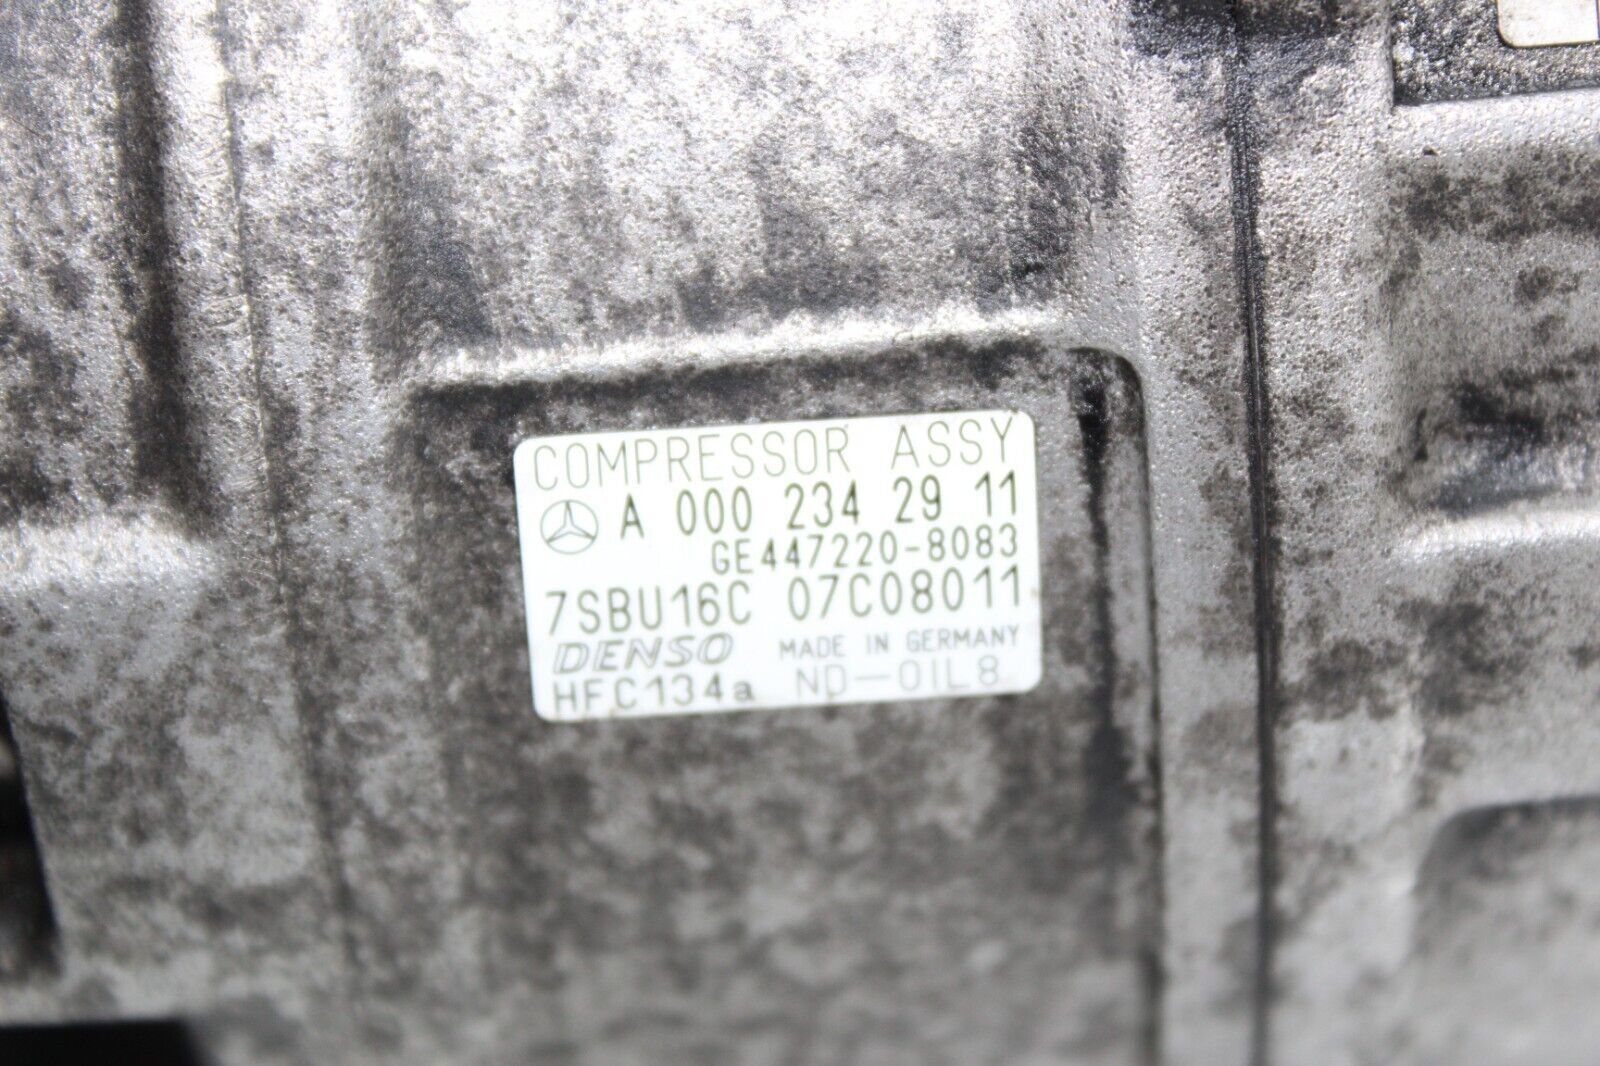 COMPRESSOR ASSY
A 000 234 29 11
GE447220-8083
7SBU16C 07C08011
DENSO MADE IN GERMANY
HFC134a ND-OIL8